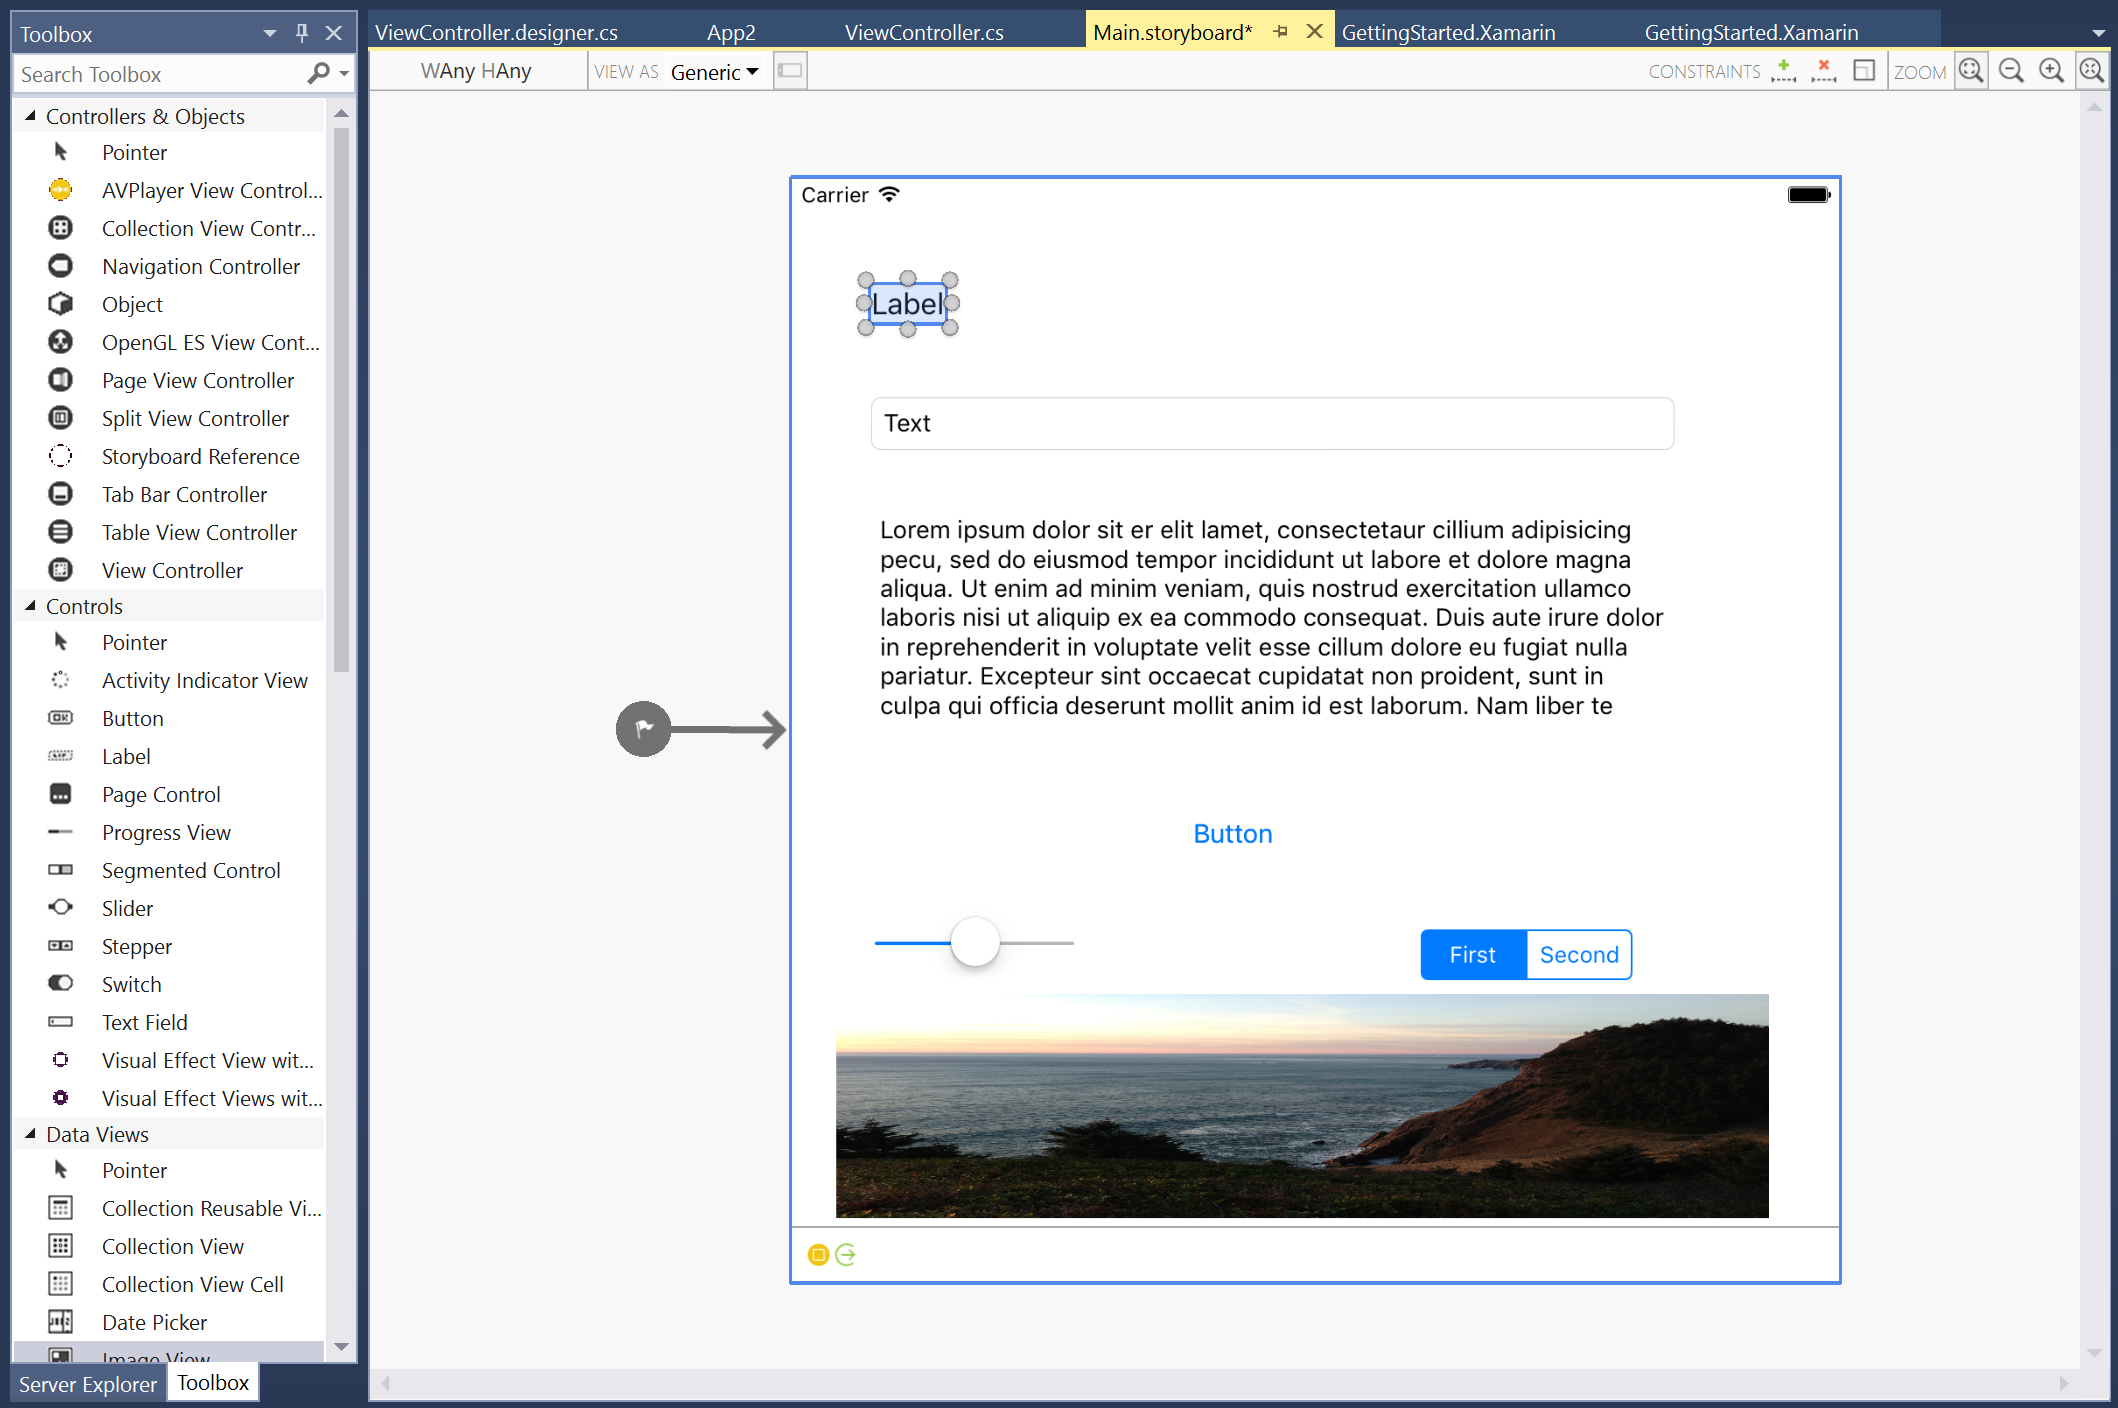 Toolbox
Search Toolbox
Controllers & Objects
Pointer
AVPlayer View Control...
Collection View Contr...
Navigation Controller
Object
OpenGL ES View Cont...
Page View Controller
Split View Controller
Storyboard Reference
Tab Bar Controller
Table View Controller
View Controller
Controls
Pointer
Activity Indicator View
Button
Label
Page Control
Progress View
Segmented Control
Slider
Stepper
Switch
Text Field
Visual Effect View wit...
Visual Effect Views wit...
Data Views
Pointer
Collection Reusable Vi...
Collection View
Collection View Cell
Date Picker
Image View
Server Explorer Toolbox
ViewController.designer.cs App2 ViewController.cs Main.storyboard* GettingStarted.Xamarin GettingStarted.Xamarin
WAny HAny VIEW AS Generic CONSTRAINTS ZOOM
Carrier
Label
Text
Lorem ipsum dolor sit er elit lamet, consectetaur cillium adipisicing
pecu, sed do eiusmod tempor incididunt ut labore et dolore magna
aliqua. Ut enim ad minim veniam, quis nostrud exercitation ullamco
laboris nisi ut aliquip ex ea commodo consequat. Duis aute irure dolor
in reprehenderit in voluptate velit esse cillum dolore eu fugiat nulla
pariatur. Excepteur sint occaecat cupidatat non proident, sunt in
culpa qui officia deserunt mollit anim id est laborum. Nam liber te
Button
First Second